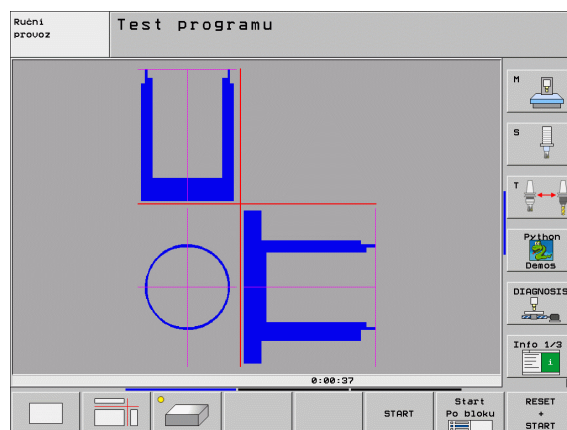 Ruční
provoz
Test programu
M
S
T
Python
Demos
DIAGNOSIS
Info 1/3
i
0:00:37
START
Start
Po bloku
RESET
+
START